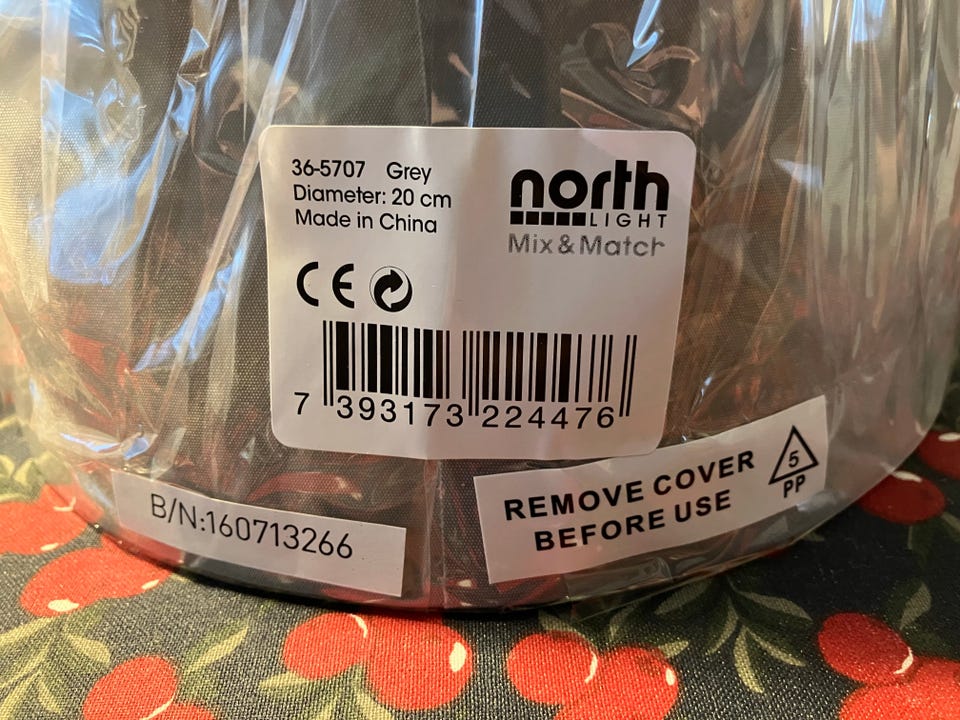 36-5707 Grey
Diameter: 20 cm
Made in China
north
LIGHT
Mix & Match
CE
7 393173 224476
B/N:160713266
REMOVE COVER
BEFORE USE
5
PP